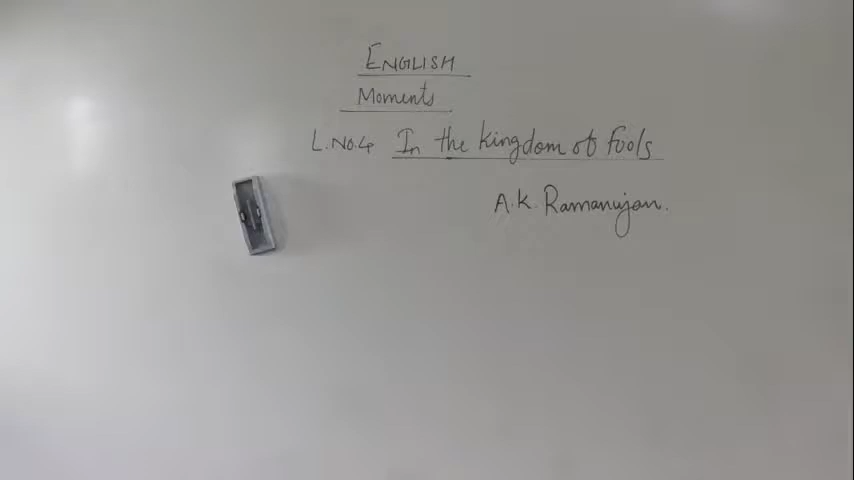 ENGLISH
Moments
L.No.4 In the kingdom of fools
A.K. Ramanujan.